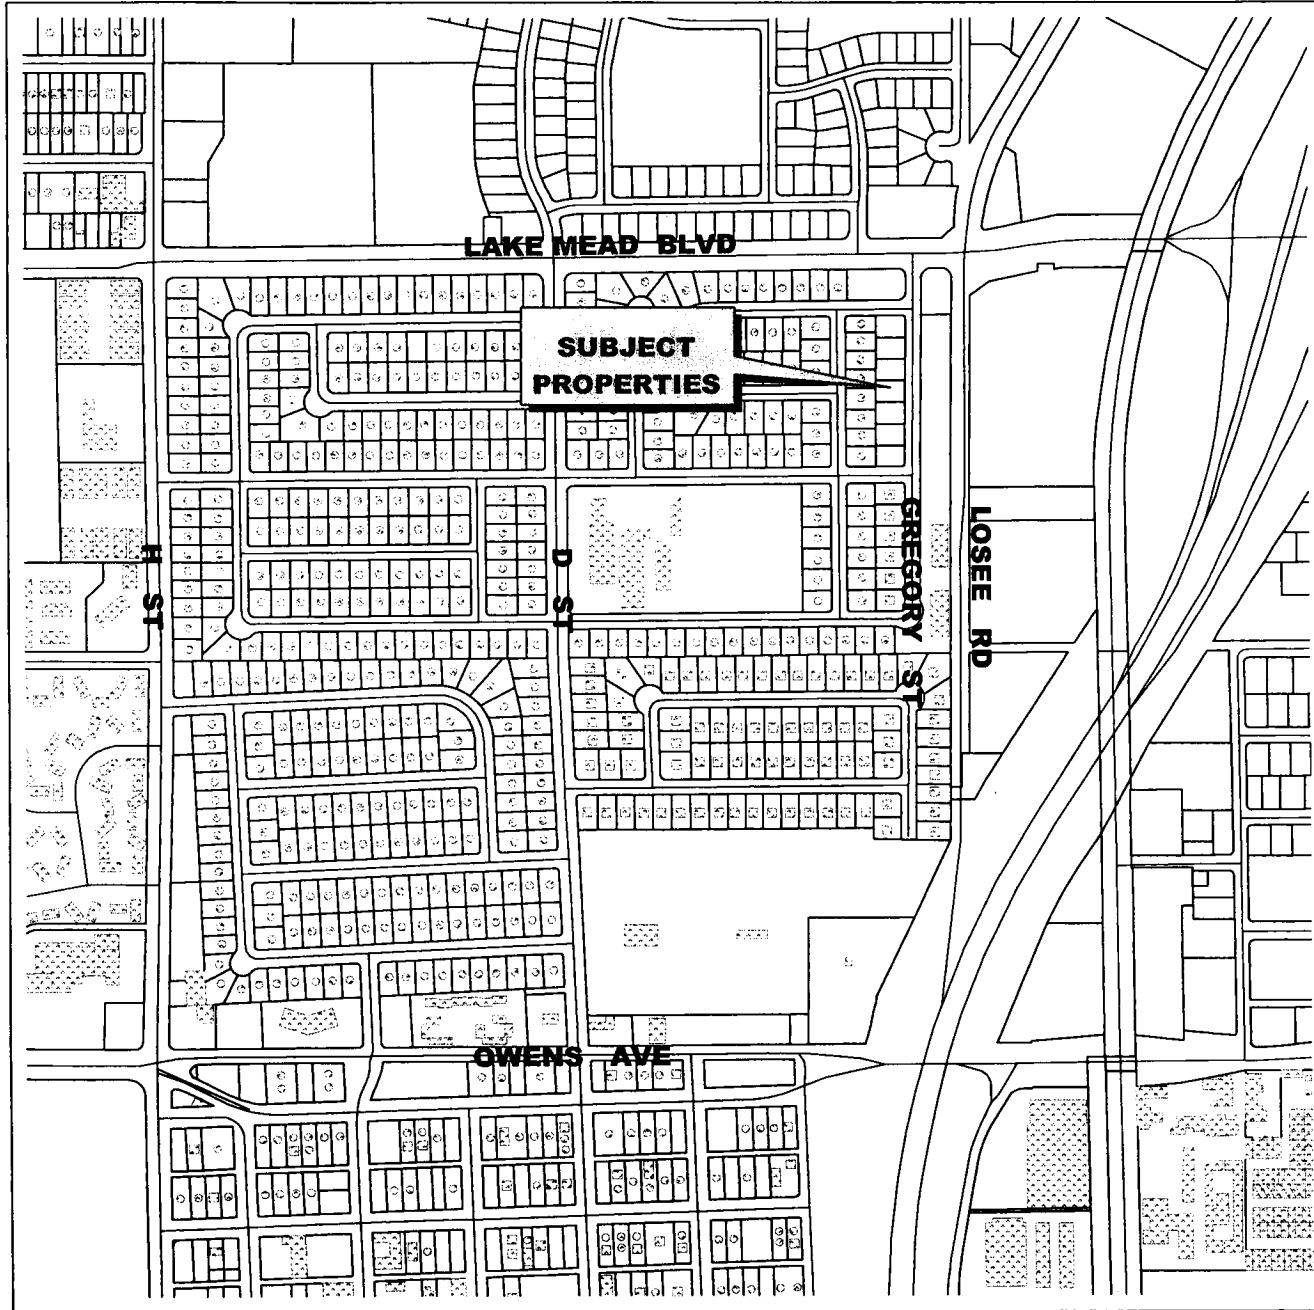 LAKE MEAD BLVD
SUBJECT
PROPERTIES
H ST
D ST
GREGORY ST
LOSEE RD
OWENS AVE